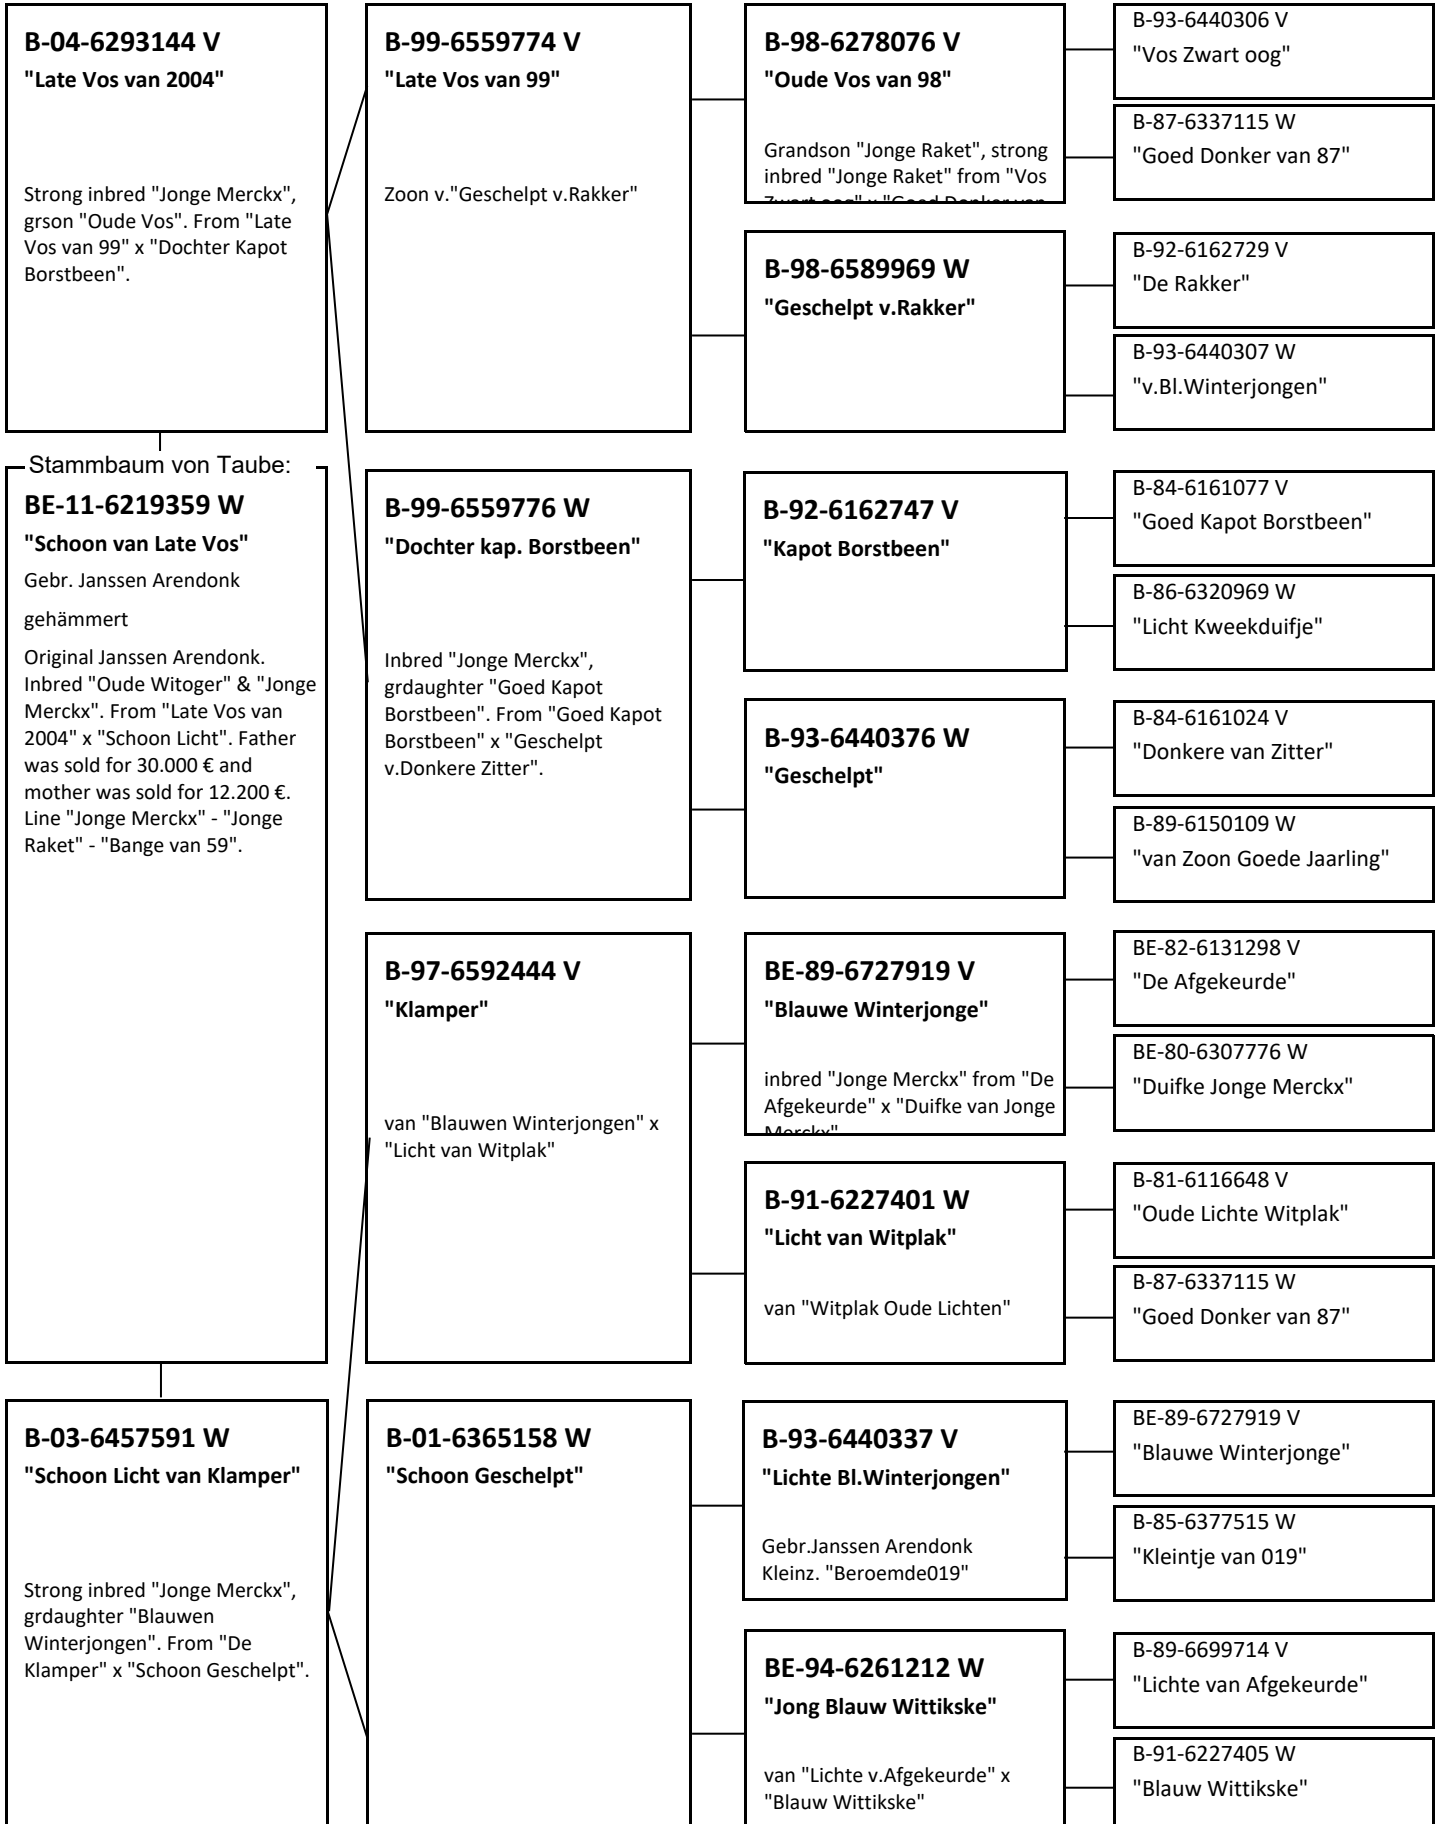 B-04-6293144 V
"Late Vos van 2004"
Strong inbred "Jonge Merckx",
grson "Oude Vos". From "Late
Vos van 99" x "Dochter Kapot
Borstbeen".
Stammbaum von Taube:
BE-11-6219359 W
"Schoon van Late Vos"
Gebr. Janssen Arendonk
gehämmert
Original Janssen Arendonk.
Inbred "Oude Witoger" & "Jonge
Merckx". From "Late Vos van
2004" x "Schoon Licht". Father
was sold for 30.000 € and
mother was sold for 12.200 €.
Line "Jonge Merckx" - "Jonge
Raket" - "Bange van 59".
B-03-6457591 W
"Schoon Licht van Klamper"
Strong inbred "Jonge Merckx",
grdaughter "Blauwen
Winterjongen". From "De
Klamper" x "Schoon Geschelpt".
B-99-6559774 V
"Late Vos van 99"
Zoon v."Geschelpt v.Rakker"
B-99-6559776 W
"Dochter kap. Borstbeen"
Inbred "Jonge Merckx",
grdaughter "Goed Kapot
Borstbeen". From "Goed Kapot
Borstbeen" x "Geschelpt
v.Donkere Zitter".
B-97-6592444 V
"Klamper"
van "Blauwen Winterjongen" x
"Licht van Witplak"
B-01-6365158 W
"Schoon Geschelpt"
B-98-6278076 V
"Oude Vos van 98"
Grandson "Jonge Raket", strong
inbred "Jonge Raket" from "Vos
Zwart oog" x "Goed Donker van
B-98-6589969 W
"Geschelpt v.Rakker"
B-92-6162747 V
"Kapot Borstbeen"
B-93-6440376 W
"Geschelpt"
BE-89-6727919 V
"Blauwe Winterjonge"
inbred "Jonge Merckx" from "De
Afgekeurde" x "Duifke van Jonge
Merckx"
B-91-6227401 W
"Licht van Witplak"
van "Witplak Oude Lichten"
B-93-6440337 V
"Lichte Bl.Winterjongen"
Gebr.Janssen Arendonk
Kleinz. "Beroemde019"
BE-94-6261212 W
"Jong Blauw Wittikske"
van "Lichte v.Afgekeurde" x
"Blauw Wittikske"
B-93-6440306 V
"Vos Zwart oog"
B-87-6337115 W
"Goed Donker van 87"
B-92-6162729 V
"De Rakker"
B-93-6440307 W
"v.Bl.Winterjongen"
B-84-6161077 V
"Goed Kapot Borstbeen"
B-86-6320969 W
"Licht Kweekduifje"
B-84-6161024 V
"Donkere van Zitter"
B-89-6150109 W
"van Zoon Goede Jaarling"
BE-82-6131298 V
"De Afgekeurde"
BE-80-6307776 W
"Duifke Jonge Merckx"
B-81-6116648 V
"Oude Lichte Witplak"
B-87-6337115 W
"Goed Donker van 87"
BE-89-6727919 V
"Blauwe Winterjonge"
B-85-6377515 W
"Kleintje van 019"
B-89-6699714 V
"Lichte van Afgekeurde"
B-91-6227405 W
"Blauw Wittikske"